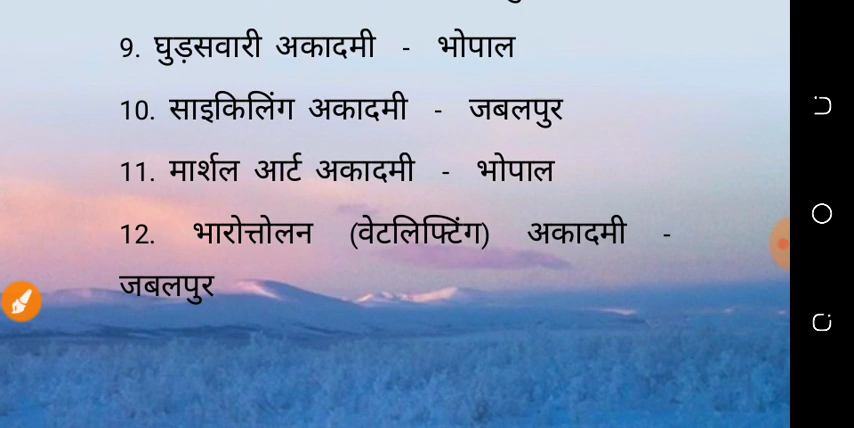 9. घुड़सवारी अकादमी - भोपाल
10. साइकिलिंग अकादमी - जबलपुर
11. मार्शल आर्ट अकादमी - भोपाल
12. भारोत्तोलन (वेटलिफ्टिंग) अकादमी -
जबलपुर